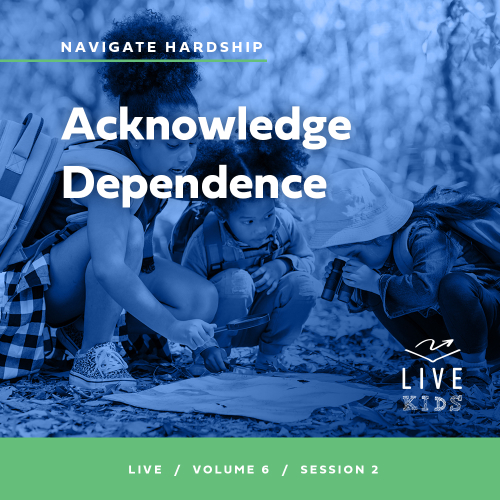 NAVIGATE HARDSHIP
Acknowledge
Dependence
LIVE
KIDS
LIVE / VOLUME 6 / SESSION 2